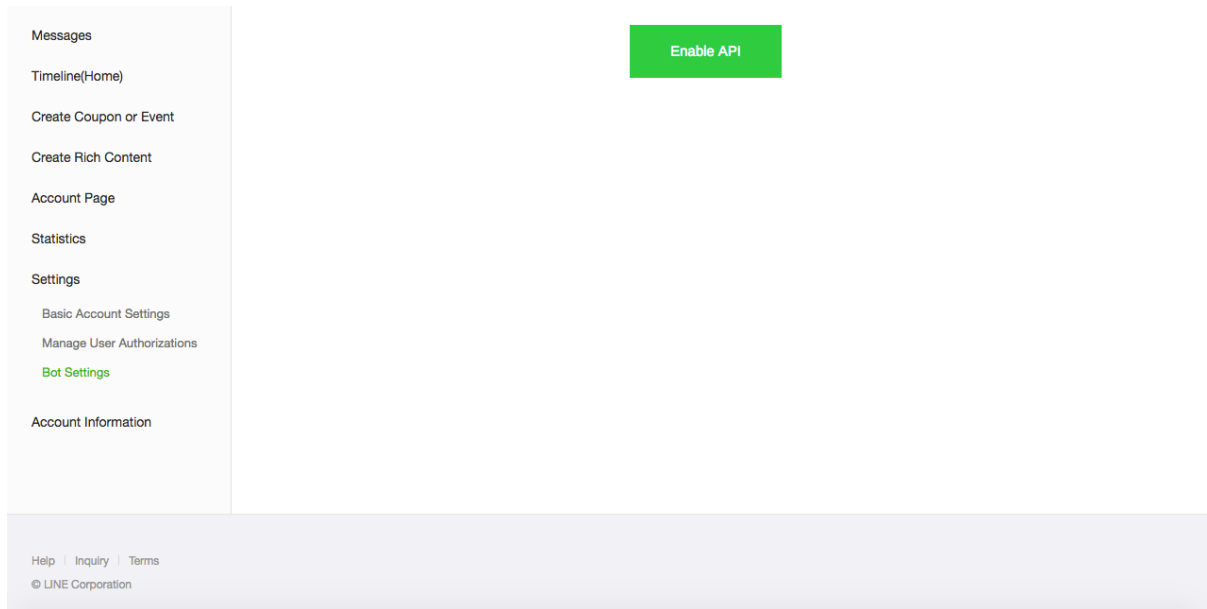 Messages
Enable API
Timeline(Home)
Create Coupon or Event
Create Rich Content
Account Page
Statistics
Settings
Basic Account Settings
Manage User Authorizations
Bot Settings
Account Information
Help | Inquiry | Terms
© LINE Corporation